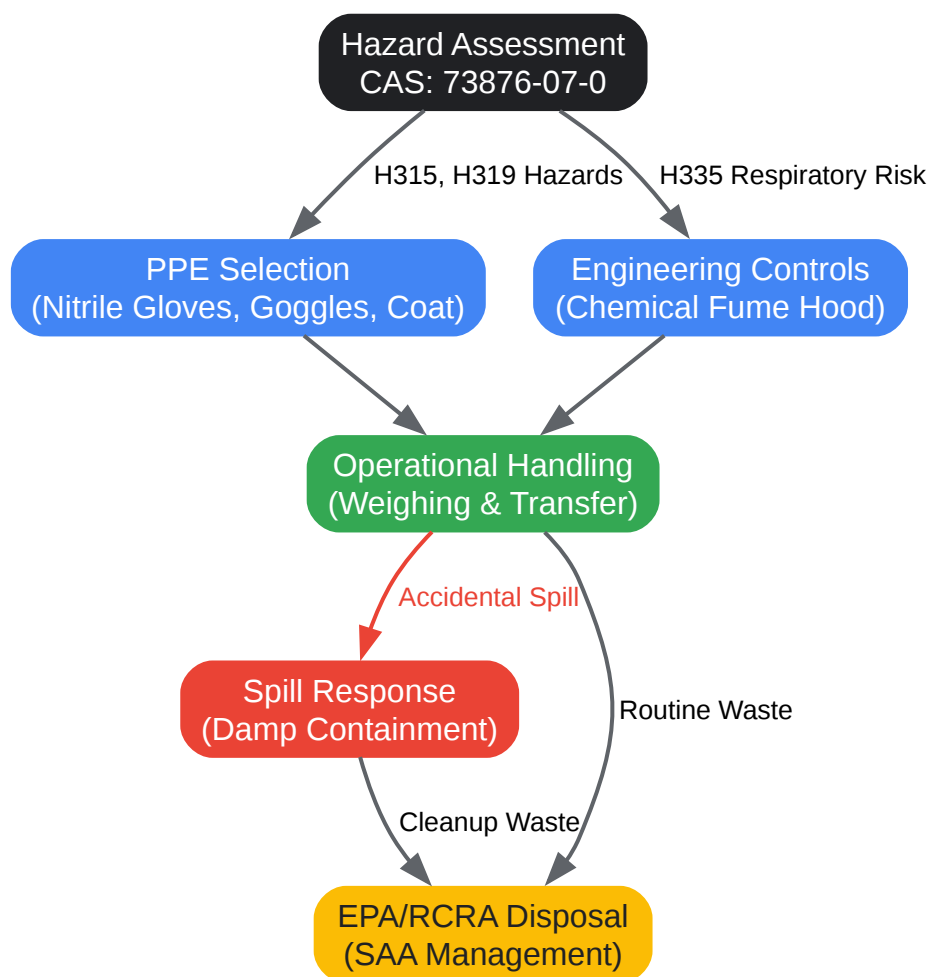 Hazard Assessment
CAS: 73876-07-0
H315, H319 Hazards
H335 Respiratory Risk
PPE Selection
(Nitrile Gloves, Goggles, Coat)
Engineering Controls
(Chemical Fume Hood)
Operational Handling
(Weighing & Transfer)
Accidental Spill
Spill Response
(Damp Containment)
Routine Waste
Cleanup Waste
EPA/RCRA Disposal
(SAA Management)